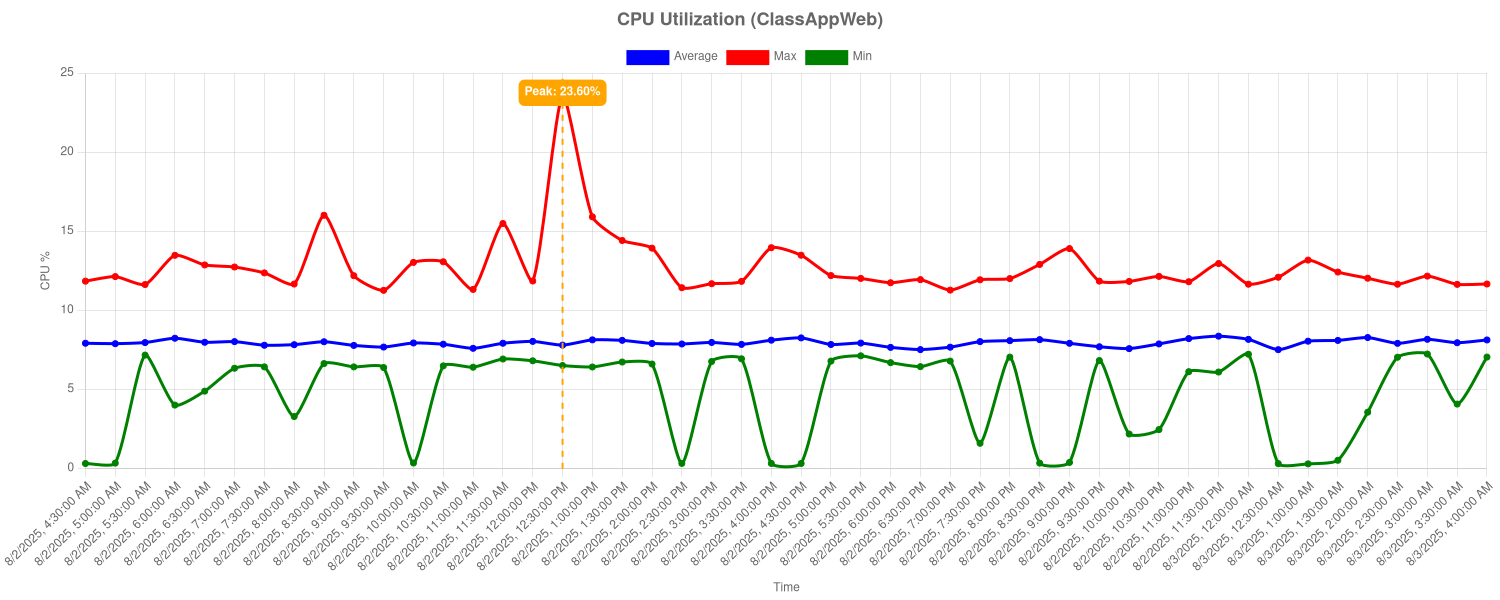 CPU Utilization (ClassAppWeb)
Average Max Min
25
Peak: 23.60%
20
15
CPU %
10
5
0
8/2/2025, 4:30:00 AM
8/2/2025, 5:00:00 AM
8/2/2025, 5:30:00 AM
8/2/2025, 6:00:00 AM
8/2/2025, 6:30:00 AM
8/2/2025, 7:00:00 AM
8/2/2025, 7:30:00 AM
8/2/2025, 8:00:00 AM
8/2/2025, 8:30:00 AM
8/2/2025, 9:00:00 AM
8/2/2025, 9:30:00 AM
8/2/2025, 10:00:00 AM
8/2/2025, 10:30:00 AM
8/2/2025, 11:00:00 AM
8/2/2025, 11:30:00 AM
8/2/2025, 12:00:00 PM
8/2/2025, 12:30:00 PM
8/2/2025, 1:00:00 PM
8/2/2025, 1:30:00 PM
8/2/2025, 2:00:00 PM
8/2/2025, 2:30:00 PM
8/2/2025, 3:00:00 PM
8/2/2025, 3:30:00 PM
8/2/2025, 4:00:00 PM
8/2/2025, 4:30:00 PM
8/2/2025, 5:00:00 PM
8/2/2025, 5:30:00 PM
8/2/2025, 6:00:00 PM
8/2/2025, 6:30:00 PM
8/2/2025, 7:00:00 PM
8/2/2025, 7:30:00 PM
8/2/2025, 8:00:00 PM
8/2/2025, 8:30:00 PM
8/2/2025, 9:00:00 PM
8/2/2025, 9:30:00 PM
8/2/2025, 10:00:00 PM
8/2/2025, 10:30:00 PM
8/2/2025, 11:00:00 PM
8/2/2025, 11:30:00 PM
8/3/2025, 12:00:00 AM
8/3/2025, 12:30:00 AM
8/3/2025, 1:00:00 AM
8/3/2025, 1:30:00 AM
8/3/2025, 2:00:00 AM
8/3/2025, 2:30:00 AM
8/3/2025, 3:00:00 AM
8/3/2025, 3:30:00 AM
8/3/2025, 4:00:00 AM
Time